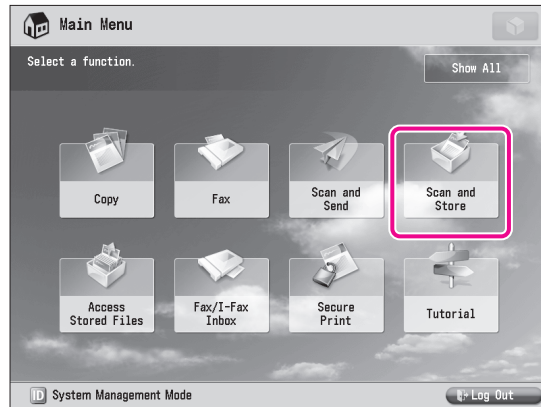 Main Menu
Select a function.
Show All
Copy
Fax
Scan and
Send
Scan and
Store
Access
Stored Files
Fax/I-Fax
Inbox
Secure
Print
Tutorial
ID System Management Mode
Log Out